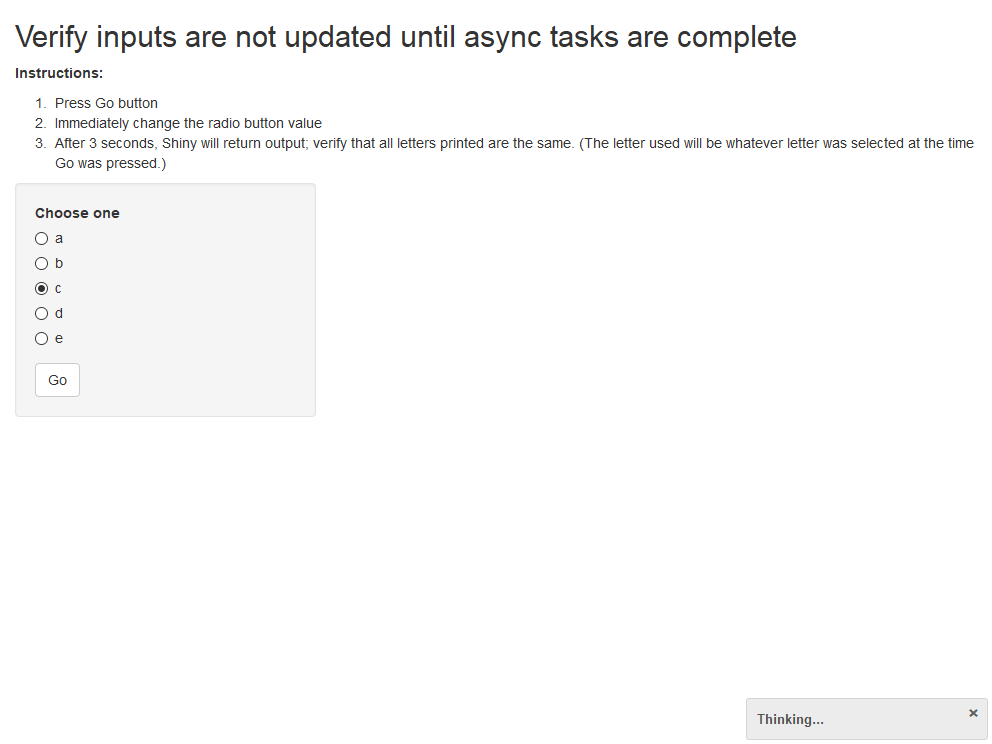 Verify inputs are not updated until async tasks are complete
Instructions:
1. Press Go button
2. Immediately change the radio button value
3. After 3 seconds, Shiny will return output; verify that all letters printed are the same. (The letter used will be whatever letter was selected at the time
Go was pressed.)
Choose one
a
b
c
d
e
Go
Thinking...
×